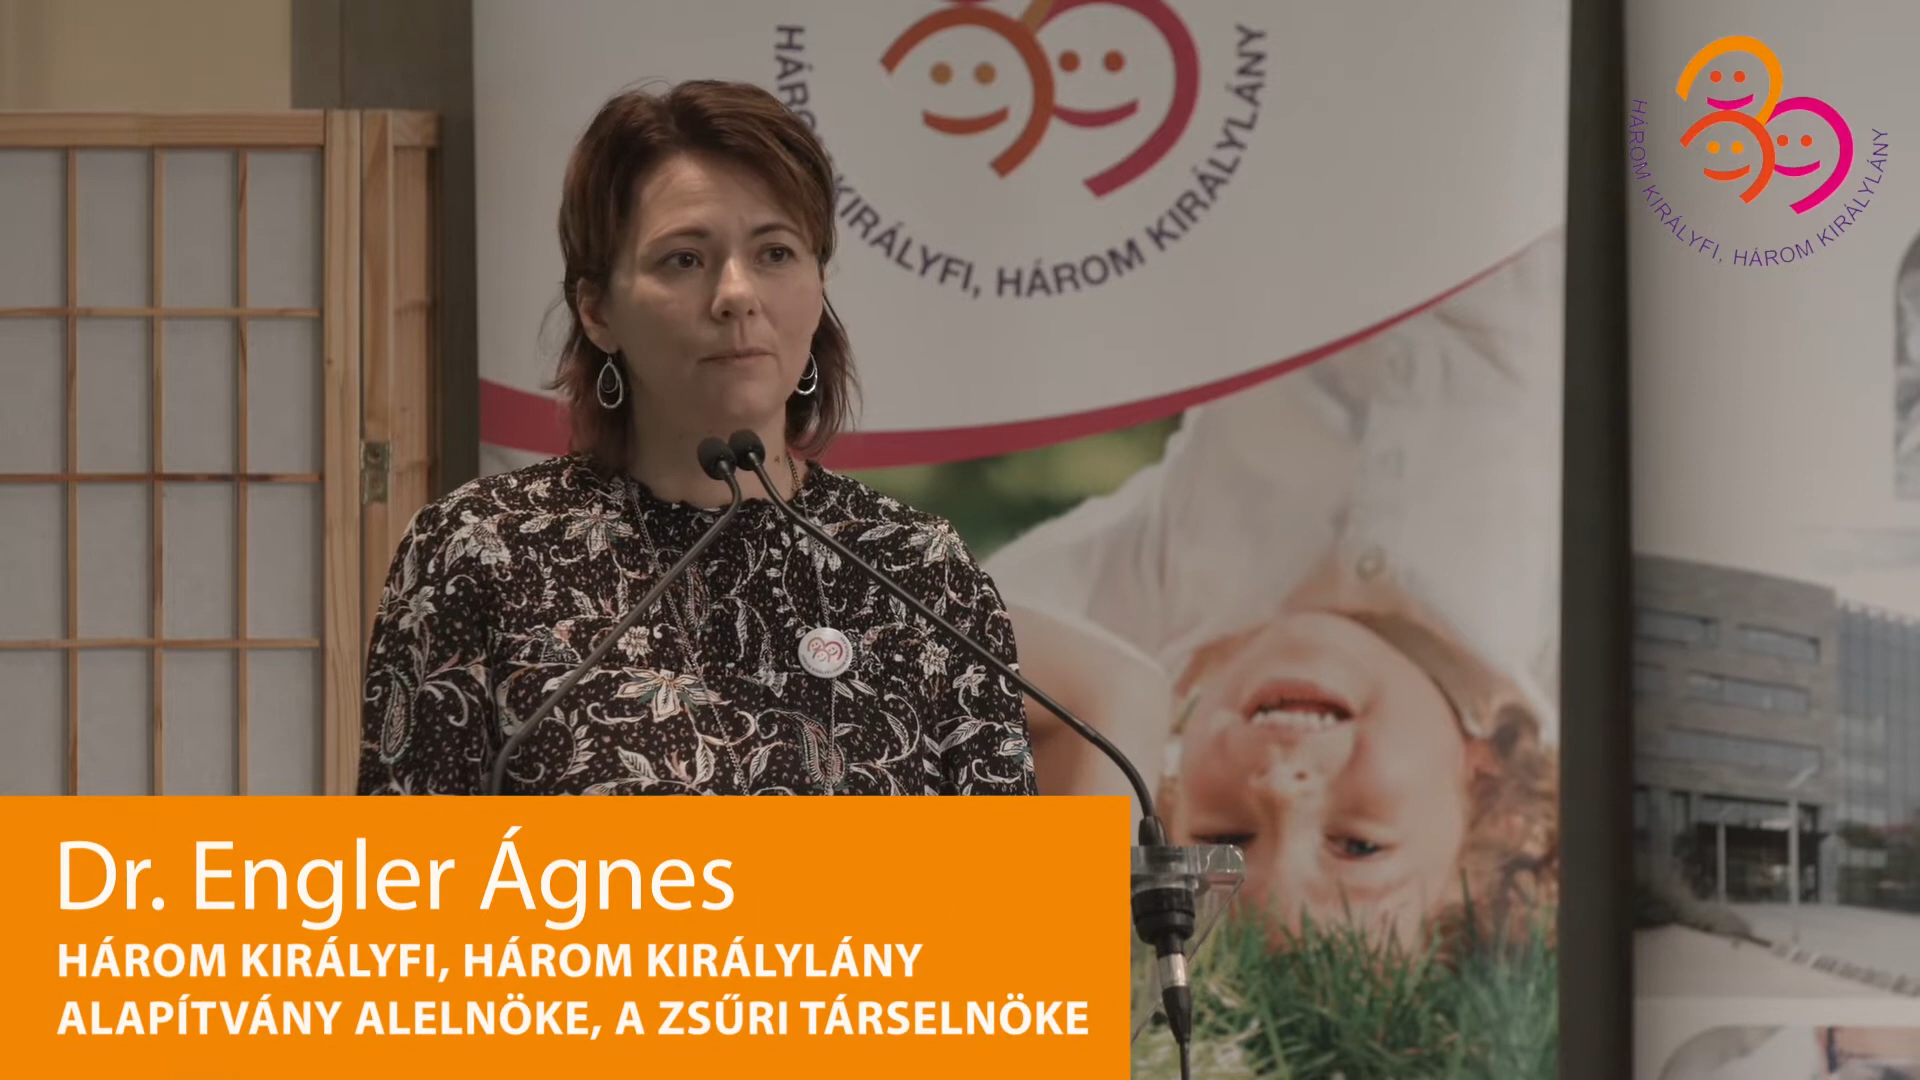 HÁROM KIRÁLYFI, HÁROM KIRÁLYLÁNY
HÁROM KIRÁLYFI, HÁROM KIRÁLYLÁNY
Dr. Engler Ágnes
HÁROM KIRÁLYFI, HÁROM KIRÁLYLÁNY
ALAPÍTVÁNY ALELNÖKE, A ZSŰRI TÁRSELNÖKE